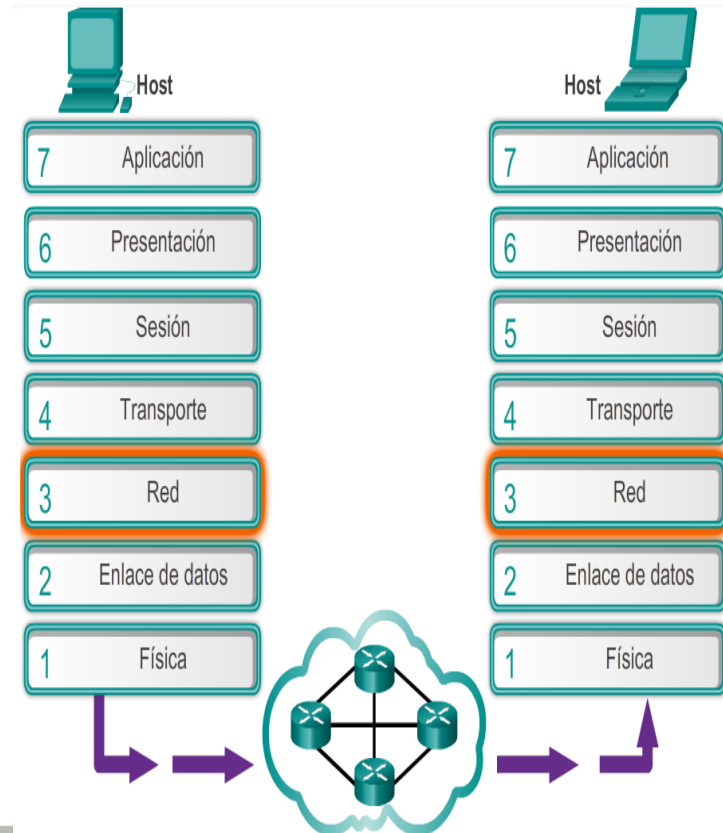 Host
7 Aplicación
6 Presentación
5 Sesión
4 Transporte
3 Red
2 Enlace de datos
1 Física
Host
7 Aplicación
6 Presentación
5 Sesión
4 Transporte
3 Red
2 Enlace de datos
1 Física